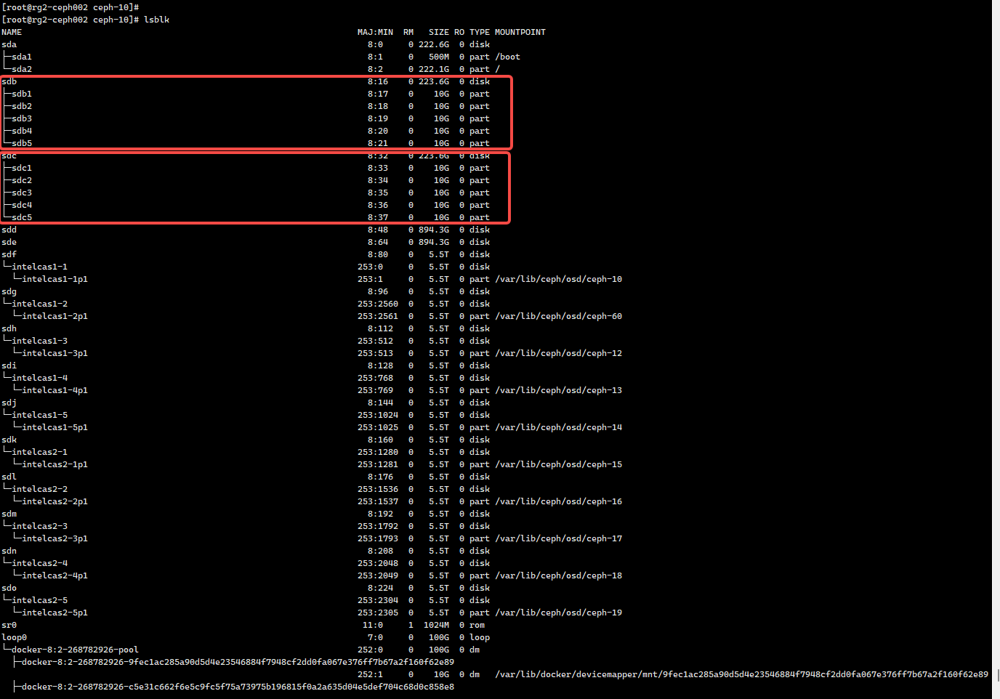 [root@rg2-ceph002 ceph-10]#
[root@rg2-ceph002 ceph-10]# lsblk
NAME MAJ:MIN RM SIZE RO TYPE MOUNTPOINT
sda 8:0 0 222.6G 0 disk
├─sda1 8:1 0 500M 0 part /boot
└─sda2 8:2 0 222.1G 0 part /
sdb 8:16 0 223.6G 0 disk
├─sdb1 8:17 0 10G 0 part
├─sdb2 8:18 0 10G 0 part
├─sdb3 8:19 0 10G 0 part
├─sdb4 8:20 0 10G 0 part
└─sdb5 8:21 0 10G 0 part
sdc 8:32 0 223.6G 0 disk
├─sdc1 8:33 0 10G 0 part
├─sdc2 8:34 0 10G 0 part
├─sdc3 8:35 0 10G 0 part
├─sdc4 8:36 0 10G 0 part
└─sdc5 8:37 0 10G 0 part
sdd 8:48 0 894.3G 0 disk
sde 8:64 0 894.3G 0 disk
sdf 8:80 0 5.5T 0 disk
└─intelcas1-1 253:0 0 5.5T 0 disk
└─intelcas1-1p1 253:1 0 5.5T 0 part /var/lib/ceph/osd/ceph-10
sdg 8:96 0 5.5T 0 disk
└─intelcas1-2 253:2560 0 5.5T 0 disk
└─intelcas1-2p1 253:2561 0 5.5T 0 part /var/lib/ceph/osd/ceph-60
sdh 8:112 0 5.5T 0 disk
└─intelcas1-3 253:512 0 5.5T 0 disk
└─intelcas1-3p1 253:513 0 5.5T 0 part /var/lib/ceph/osd/ceph-12
sdi 8:128 0 5.5T 0 disk
└─intelcas1-4 253:768 0 5.5T 0 disk
└─intelcas1-4p1 253:769 0 5.5T 0 part /var/lib/ceph/osd/ceph-13
sdj 8:144 0 5.5T 0 disk
└─intelcas1-5 253:1024 0 5.5T 0 disk
└─intelcas1-5p1 253:1025 0 5.5T 0 part /var/lib/ceph/osd/ceph-14
sdk 8:160 0 5.5T 0 disk
└─intelcas2-1 253:1280 0 5.5T 0 disk
└─intelcas2-1p1 253:1281 0 5.5T 0 part /var/lib/ceph/osd/ceph-15
sdl 8:176 0 5.5T 0 disk
└─intelcas2-2 253:1536 0 5.5T 0 disk
└─intelcas2-2p1 253:1537 0 5.5T 0 part /var/lib/ceph/osd/ceph-16
sdm 8:192 0 5.5T 0 disk
└─intelcas2-3 253:1792 0 5.5T 0 disk
└─intelcas2-3p1 253:1793 0 5.5T 0 part /var/lib/ceph/osd/ceph-17
sdn 8:208 0 5.5T 0 disk
└─intelcas2-4 253:2048 0 5.5T 0 disk
└─intelcas2-4p1 253:2049 0 5.5T 0 part /var/lib/ceph/osd/ceph-18
sdo 8:224 0 5.5T 0 disk
└─intelcas2-5 253:2304 0 5.5T 0 disk
└─intelcas2-5p1 253:2305 0 5.5T 0 part /var/lib/ceph/osd/ceph-19
sr0 11:0 1 1024M 0 rom
loop0 7:0 0 100G 0 loop
└─docker-8:2-268782926-pool 252:0 0 100G 0 dm
├─docker-8:2-268782926-9fec1ac285a90d5d4e23546884f7948cf2dd0fa067e376ff7b67a2f160f62e89
252:1 0 10G 0 dm /var/lib/docker/devicemapper/mnt/9fec1ac285a90d5d4e23546884f7948cf2dd0fa067e376ff7b67a2f160f62e89
├─docker-8:2-268782926-c5e31c662f6e5c9fc5f75a73975b196815f0a2a635d04e5def704c68d0c858e8